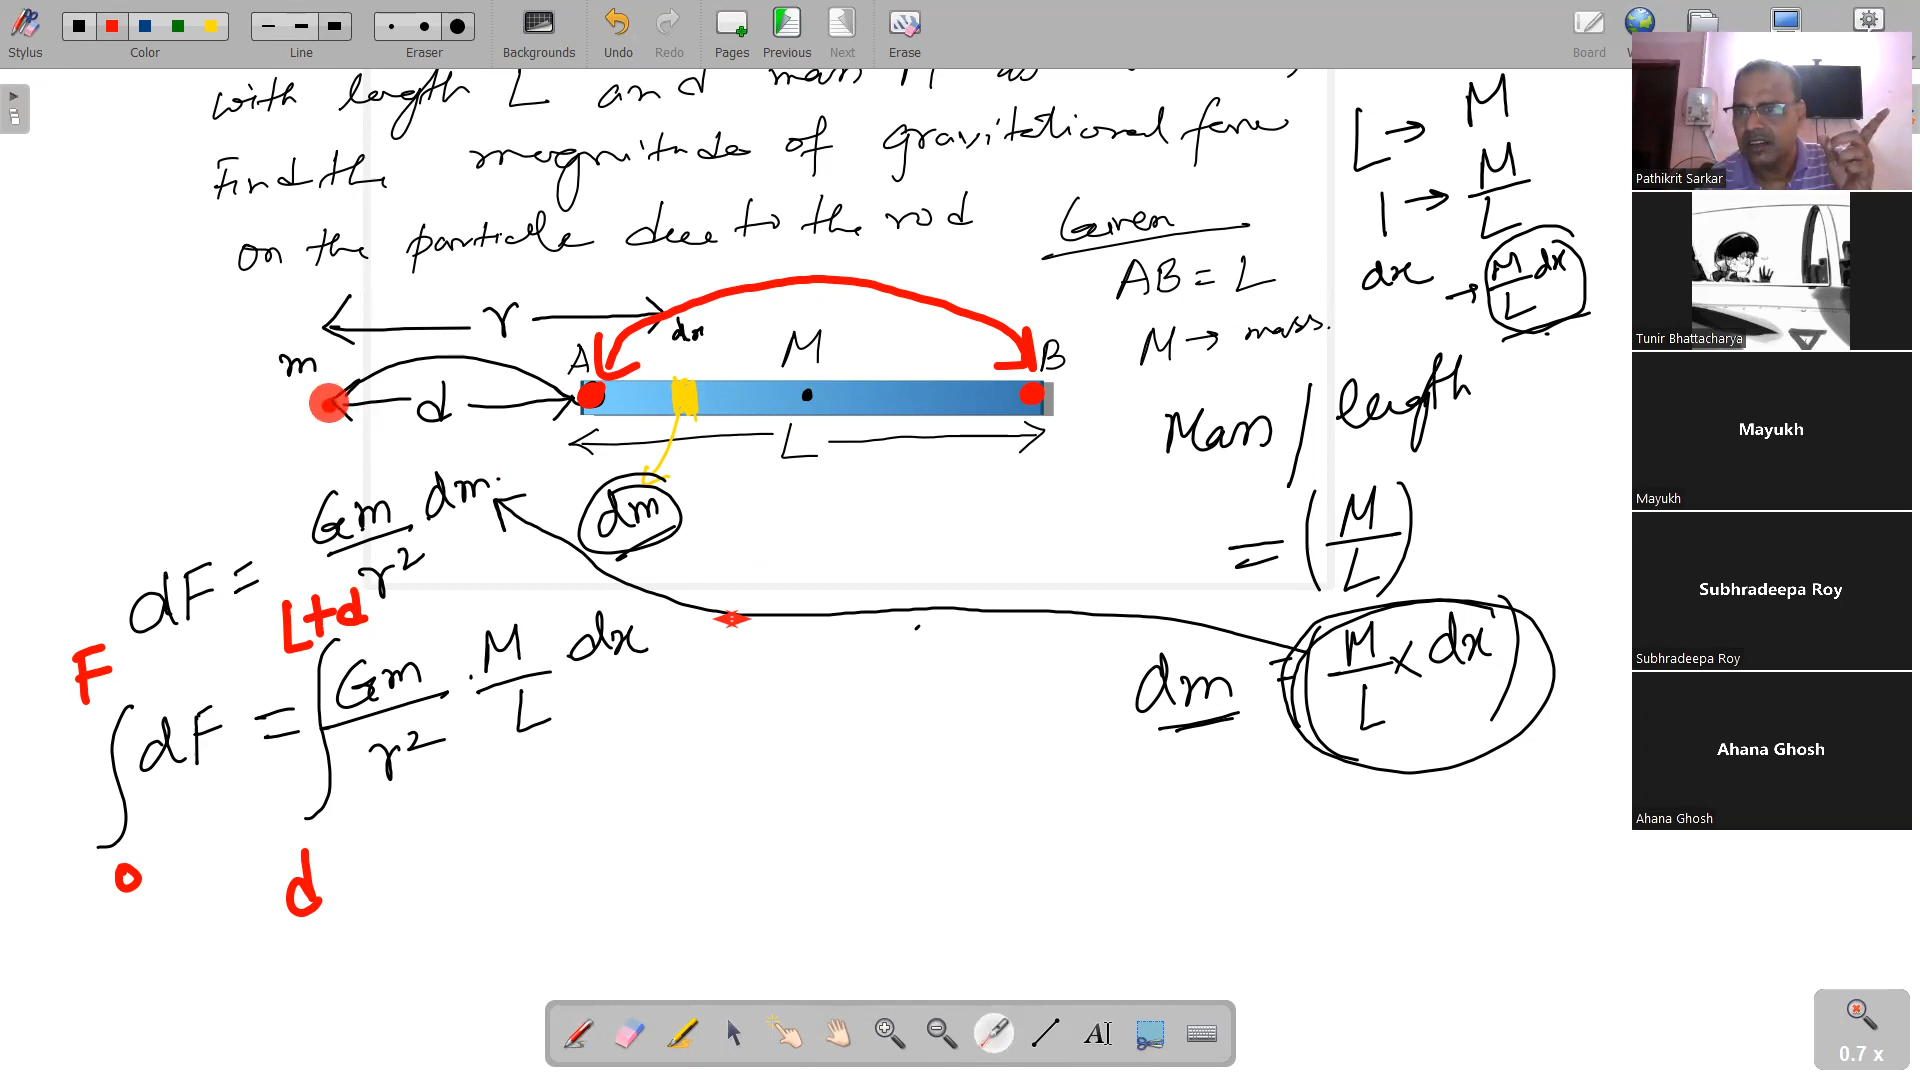 Stylus
Color
Line
Eraser
Backgrounds
Undo
Redo
Pages
Previous
Next
Erase
Board
with length L and mass M
Find the magnitude of gravitational force
on the particle due to the rod
Given
AB = L
M → mass.
L → M
1 → M/L
dx → M/L dx
r
dx
m
A
M
B
d
L
dm
Mass / length
= (M/L)
dm = (M/L × dx)
dF = Gm dm / r²
F
L+d
∫ dF = ∫ Gm/r² . M/L dx
0
d
Pathikrit Sarkar
Tunir Bhattacharya
Mayukh
Mayukh
Subhradeepa Roy
Subhradeepa Roy
Ahana Ghosh
Ahana Ghosh
0.7 x